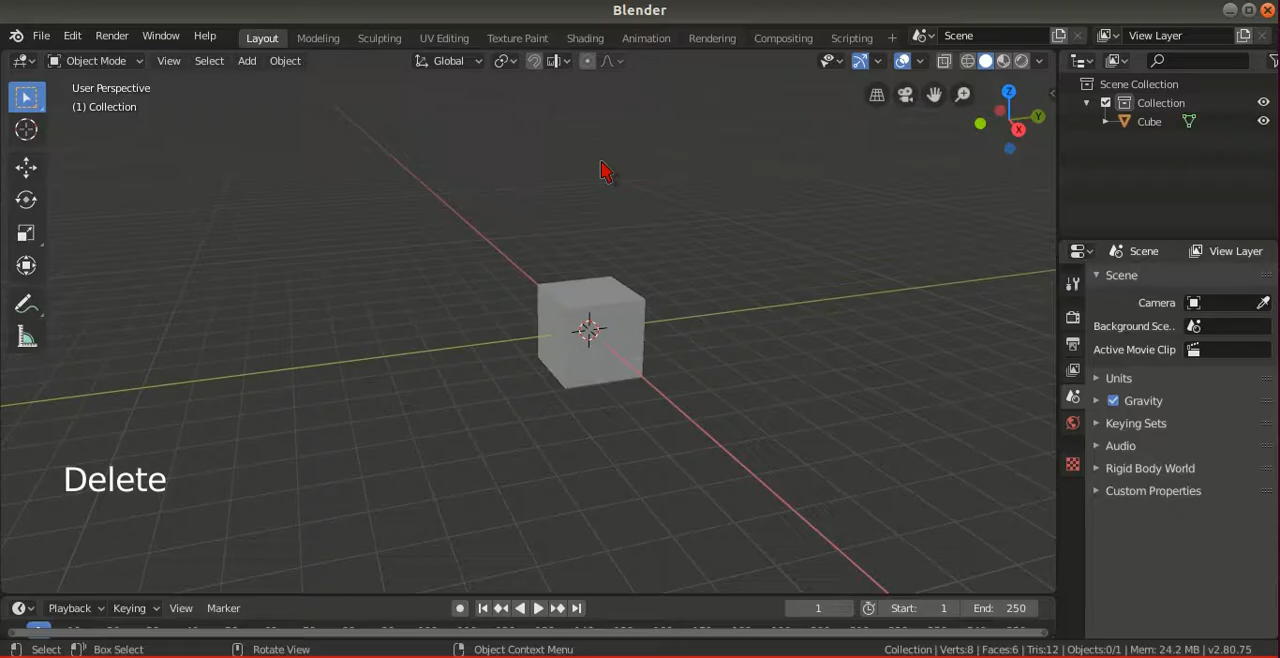 Blender
File Edit Render Window Help Layout Modeling Sculpting UV Editing Texture Paint Shading Animation Rendering Compositing Scripting + Scene View Layer
Object Mode View Select Add Object Global
User Perspective
(1) Collection
Z
Y
X
Scene Collection
Collection
Cube
Scene View Layer
Scene
Camera
Background Sce..
Active Movie Clip
Units
Gravity
Keying Sets
Audio
Rigid Body World
Custom Properties
Delete
Playback Keying View Marker 1 Start: 1 End: 250
Select Box Select Rotate View Object Context Menu Collection | Verts:8 | Faces:6 | Tris:12 | Objects:0/1 | Mem: 24.2 MB | v2.80.75